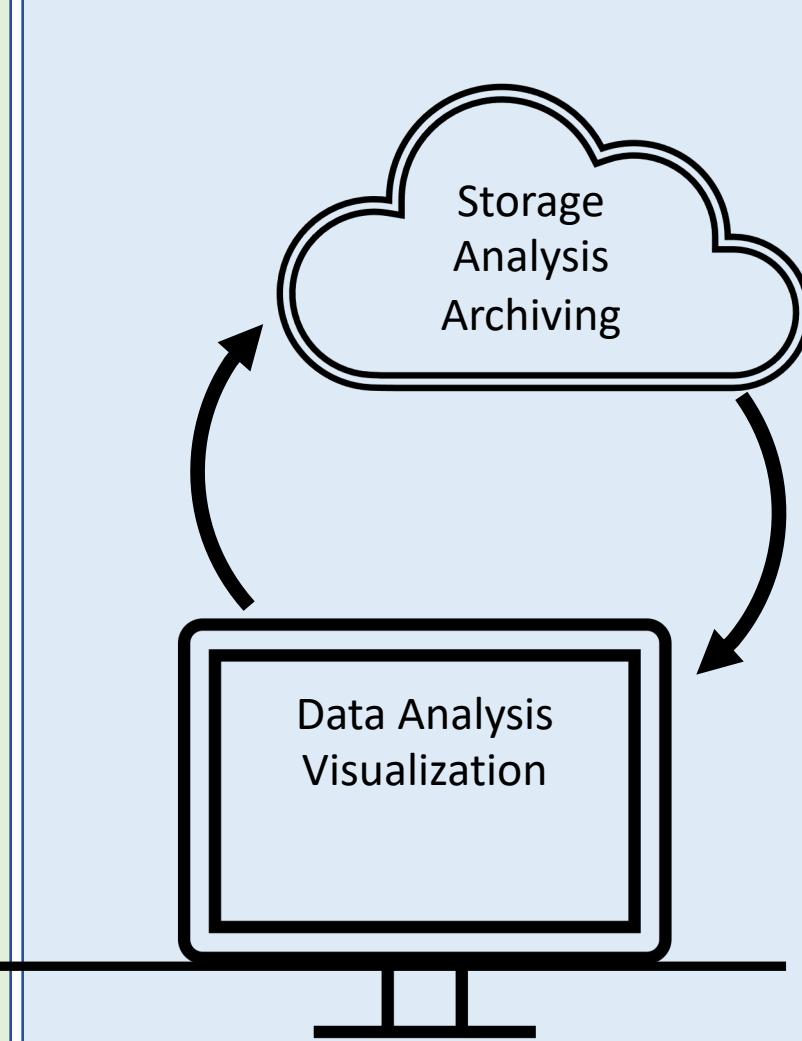 Storage
Analysis
Archiving
Data Analysis
Visualization